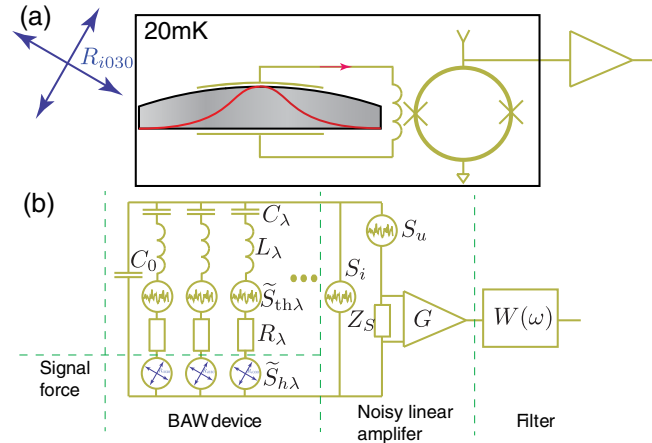 (a)
20mK
R_{i030}
(b)
C_λ
C_0
L_λ
S_u
S_i
S̃_{thλ}
Z_S
G
W(ω)
R_λ
Signal force
S̃_{hλ}
BAW device
Noisy linear amplifer
Filter